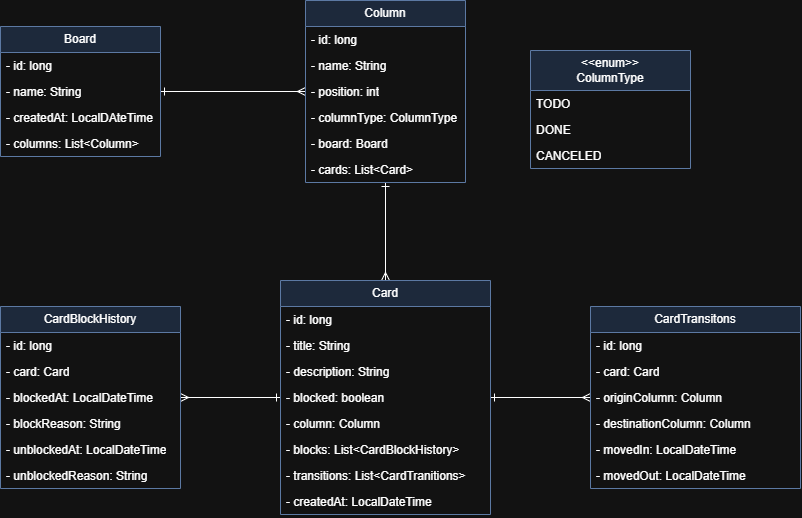 Board
- id: long
- name: String
- createdAt: LocalDAteTime
- columns: List<Column>
Column
- id: long
- name: String
- position: int
- columnType: ColumnType
- board: Board
- cards: List<Card>
<<enum>>
ColumnType
TODO
DONE
CANCELED
CardBlockHistory
- id: long
- card: Card
- blockedAt: LocalDateTime
- blockReason: String
- unblockedAt: LocalDateTime
- unblockedReason: String
Card
- id: long
- title: String
- description: String
- blocked: boolean
- column: Column
- blocks: List<CardBlockHistory>
- transitions: List<CardTranitions>
- createdAt: LocalDateTime
CardTransitons
- id: long
- card: Card
- originColumn: Column
- destinationColumn: Column
- movedIn: LocalDateTime
- movedOut: LocalDateTime